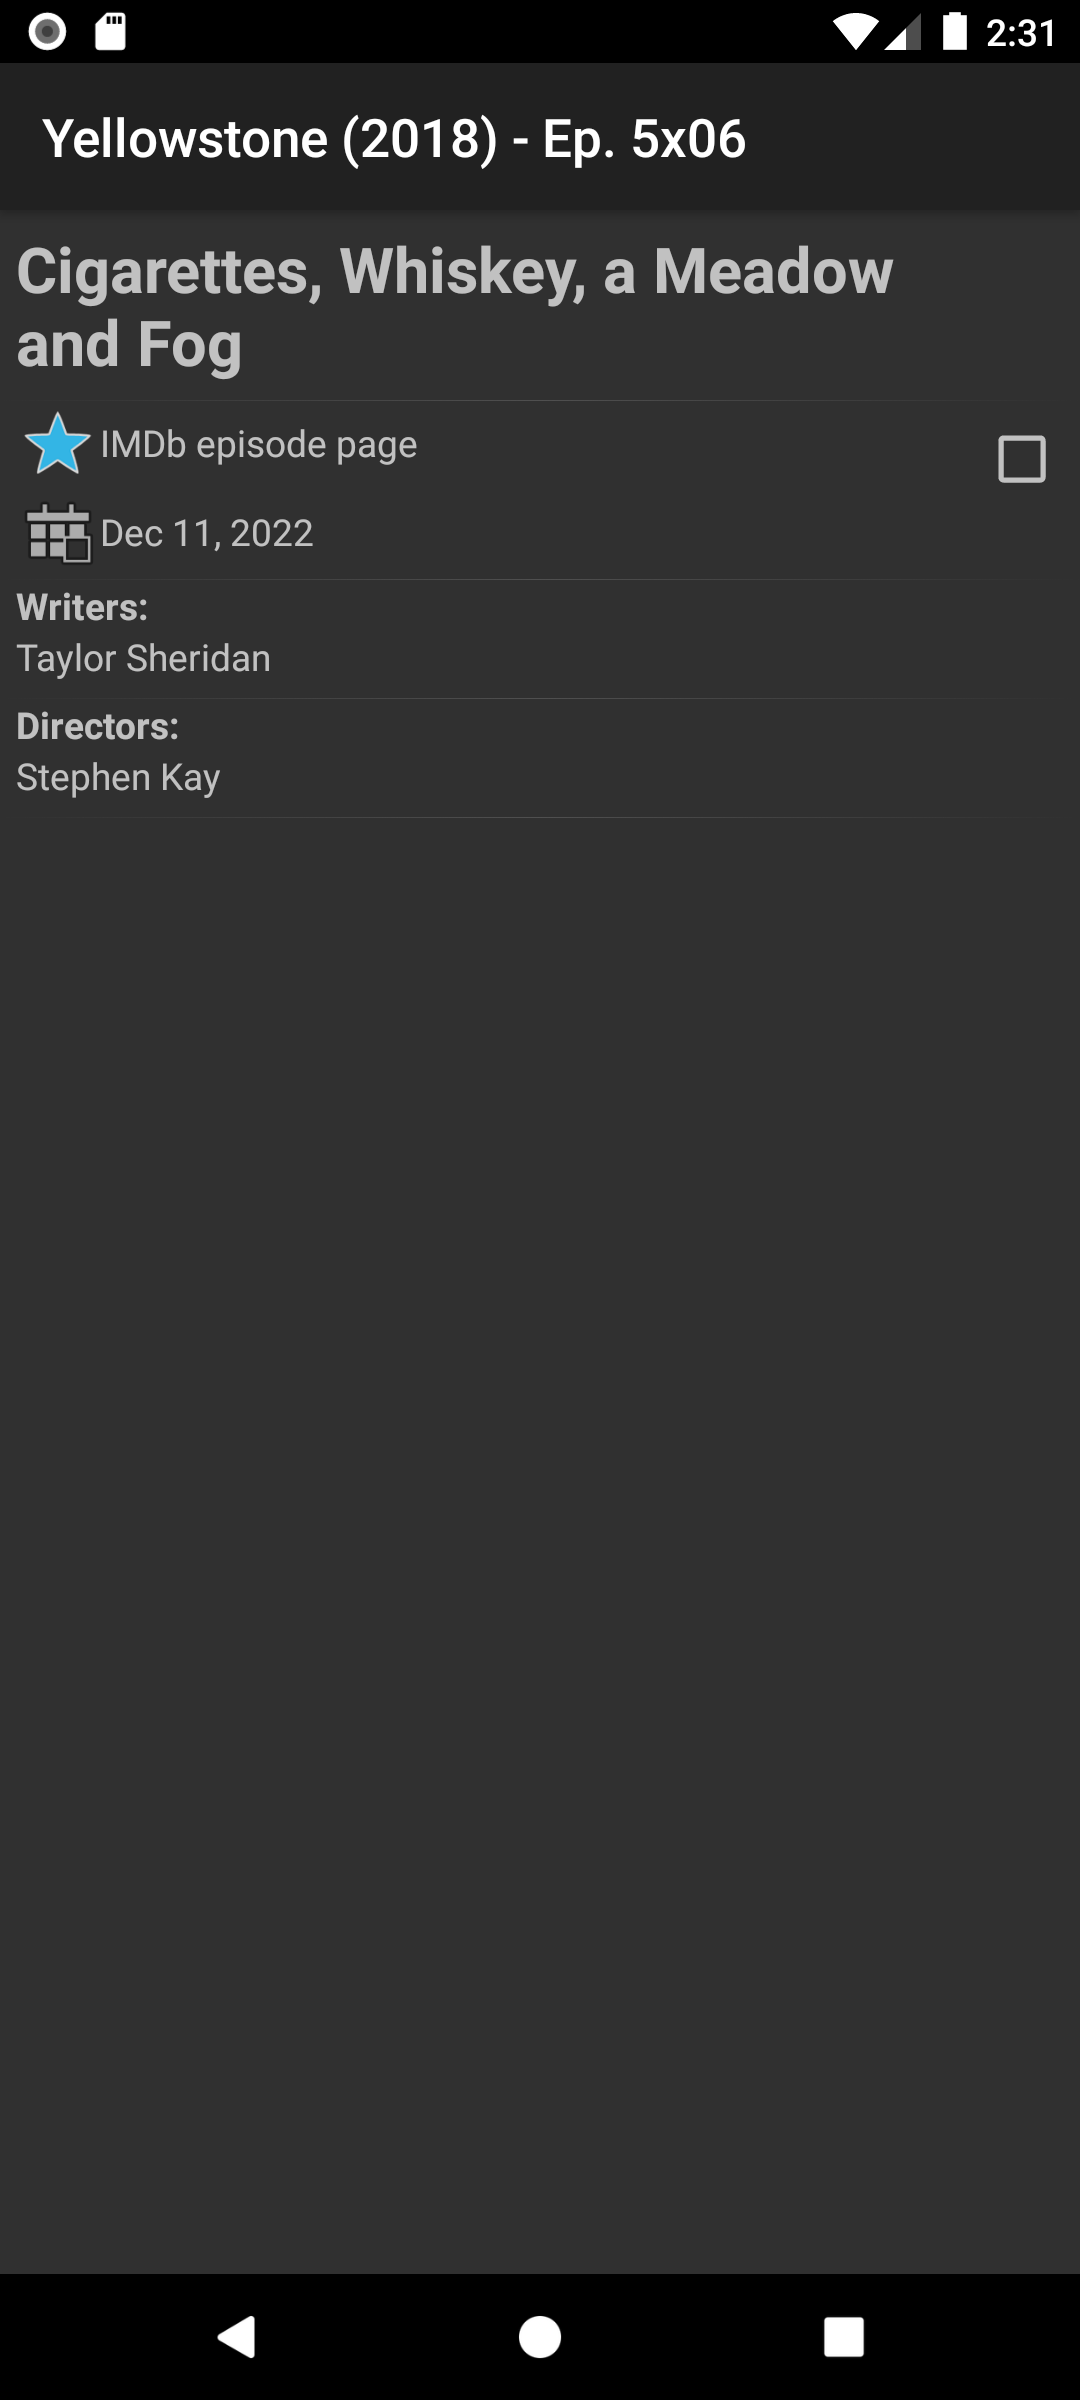 2:31
Yellowstone (2018) - Ep. 5x06
Cigarettes, Whiskey, a Meadow
and Fog
IMDb episode page
Dec 11, 2022
Writers:
Taylor Sheridan
Directors:
Stephen Kay